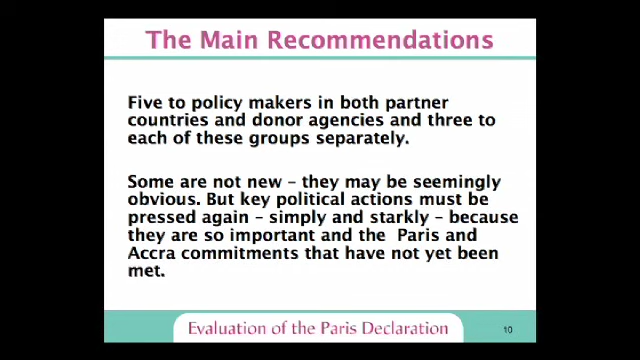 The Main Recommendations
Five to policy makers in both partner
countries and donor agencies and three to
each of these groups separately.
Some are not new – they may be seemingly
obvious. But key political actions must be
pressed again – simply and starkly – because
they are so important and the Paris and
Accra commitments that have not yet been
met.
Evaluation of the Paris Declaration
10